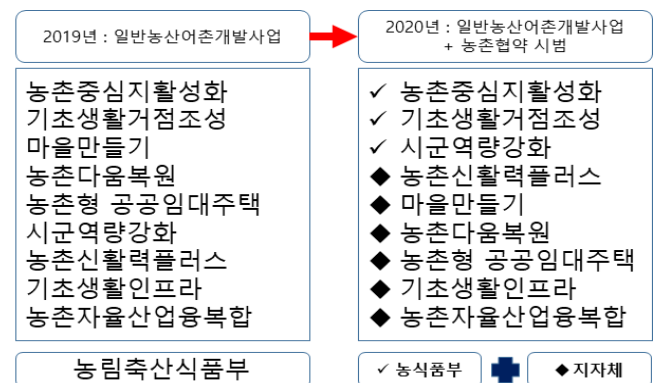 2019년 : 일반농산어촌개발사업
농촌중심지활성화
기초생활거점조성
마을만들기
농촌다움복원
농촌형 공공임대주택
시군역량강화
농촌신활력플러스
기초생활인프라
농촌자율산업융복합
농림축산식품부
2020년 : 일반농산어촌개발사업
+ 농촌협약 시범
✓ 농촌중심지활성화
✓ 기초생활거점조성
✓ 시군역량강화
◆ 농촌신활력플러스
◆ 마을만들기
◆ 농촌다움복원
◆ 농촌형 공공임대주택
◆ 기초생활인프라
◆ 농촌자율산업융복합
✓ 농식품부
◆ 지자체